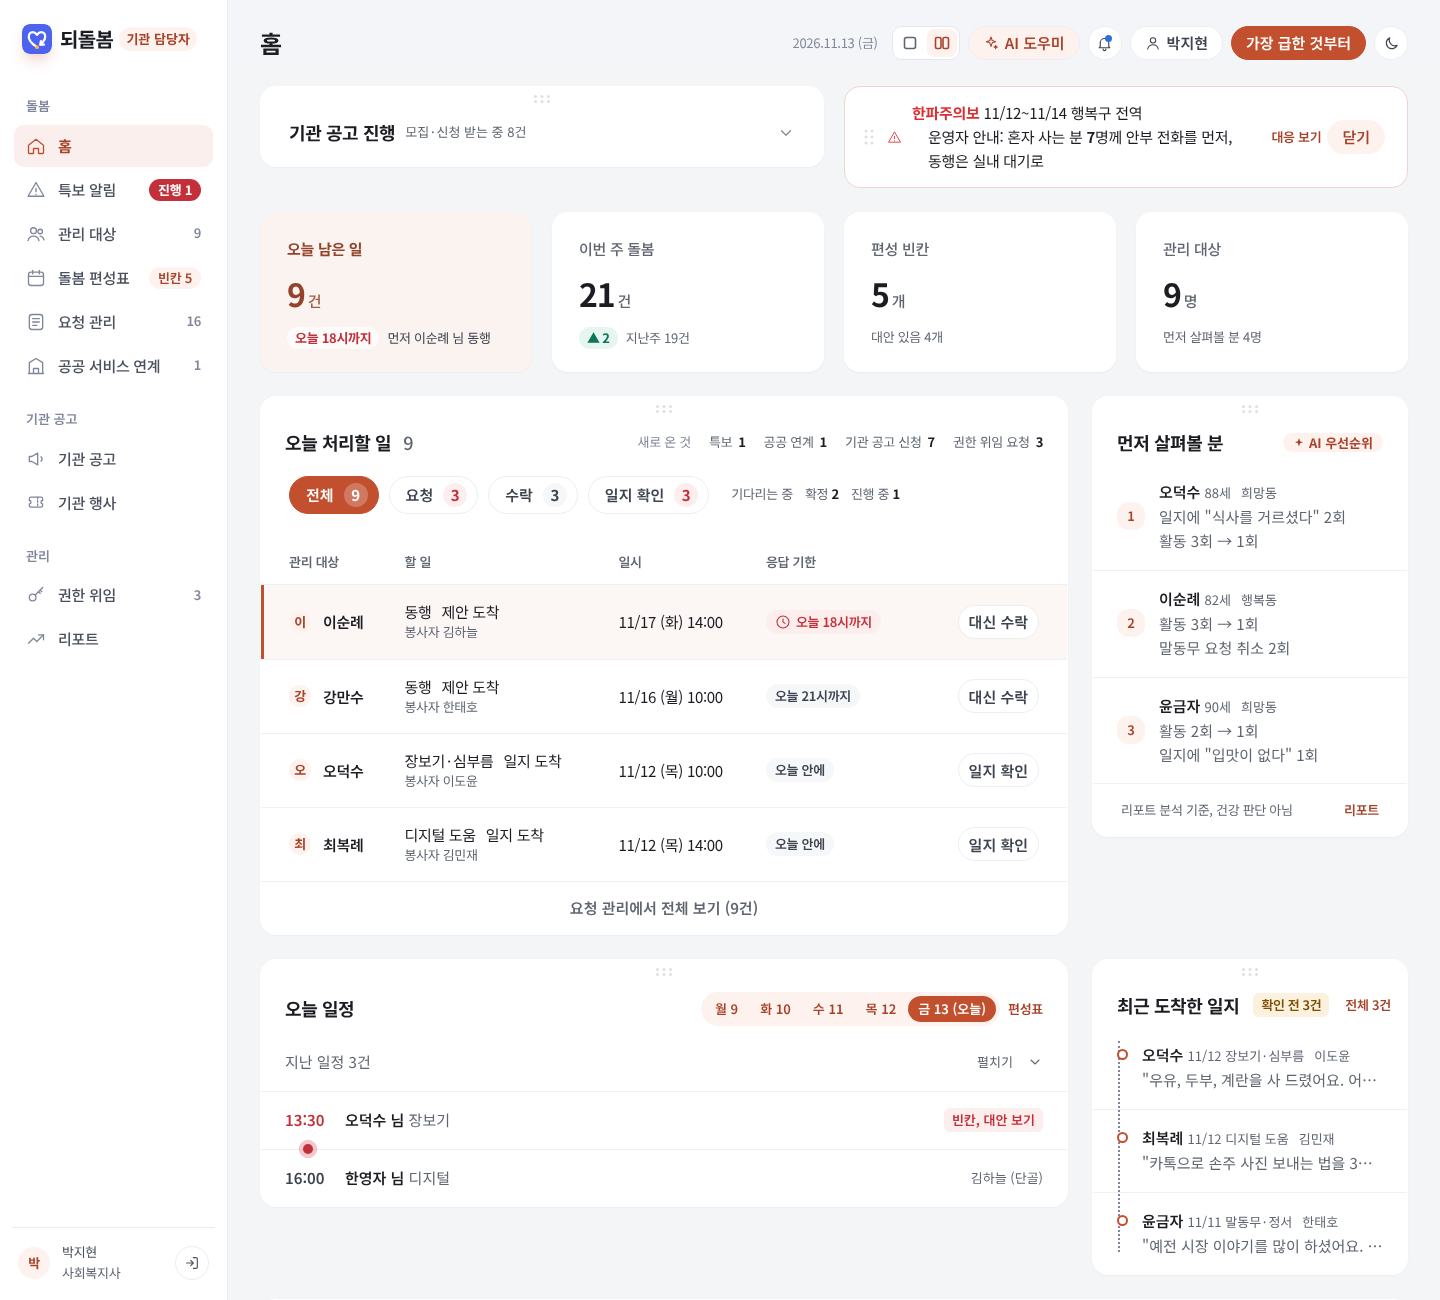 되돌봄 기관 담당자
돌봄
홈
특보 알림 진행 1
관리 대상 9
돌봄 편성표 빈칸 5
요청 관리 16
공공 서비스 연계 1
기관 공고
기관 공고
기관 행사
관리
권한 위임 3
리포트
박 박지현
사회복지사
홈
2026.11.13 (금) AI 도우미 박지현 가장 급한 것부터
기관 공고 진행 모집·신청 받는 중 8건
한파주의보 11/12~11/14 행복구 전역
운영자 안내: 혼자 사는 분 7명께 안부 전화를 먼저,
동행은 실내 대기로
대응 보기 닫기
오늘 남은 일
9건
오늘 18시까지 먼저 이순례 님 동행
이번 주 돌봄
21건
▲2 지난주 19건
편성 빈칸
5개
대안 있음 4개
관리 대상
9명
먼저 살펴볼 분 4명
오늘 처리할 일 9
새로 온 것 특보 1 공공 연계 1 기관 공고 신청 7 권한 위임 요청 3
전체 9 요청 3 수락 3 일지 확인 3 기다리는 중 확정 2 진행 중 1
관리 대상 할 일 일시 응답 기한
이 이순례 동행 제안 도착 11/17 (화) 14:00 오늘 18시까지 대신 수락
봉사자 김하늘
강 강만수 동행 제안 도착 11/16 (월) 10:00 오늘 21시까지 대신 수락
봉사자 한태호
오 오덕수 장보기·심부름 일지 도착 11/12 (목) 10:00 오늘 안에 일지 확인
봉사자 이도윤
최 최복례 디지털 도움 일지 도착 11/12 (목) 14:00 오늘 안에 일지 확인
봉사자 김민재
요청 관리에서 전체 보기 (9건)
먼저 살펴볼 분 AI 우선순위
1 오덕수 88세 희망동
일지에 "식사를 거르셨다" 2회
활동 3회 → 1회
2 이순례 82세 행복동
활동 3회 → 1회
말동무 요청 취소 2회
3 윤금자 90세 희망동
활동 2회 → 1회
일지에 "입맛이 없다" 1회
리포트 분석 기준, 건강 판단 아님 리포트
오늘 일정
월 9 화 10 수 11 목 12 금 13 (오늘) 편성표
지난 일정 3건 펼치기
13:30 오덕수 님 장보기 빈칸, 대안 보기
16:00 한영자 님 디지털 김하늘 (단골)
최근 도착한 일지 확인 전 3건 전체 3건
오덕수 11/12 장보기·심부름 이도윤
"우유, 두부, 계란을 사 드렸어요. 어…
최복례 11/12 디지털 도움 김민재
"카톡으로 손주 사진 보내는 법을 3…
윤금자 11/11 말동무·정서 한태호
"예전 시장 이야기를 많이 하셨어요. …